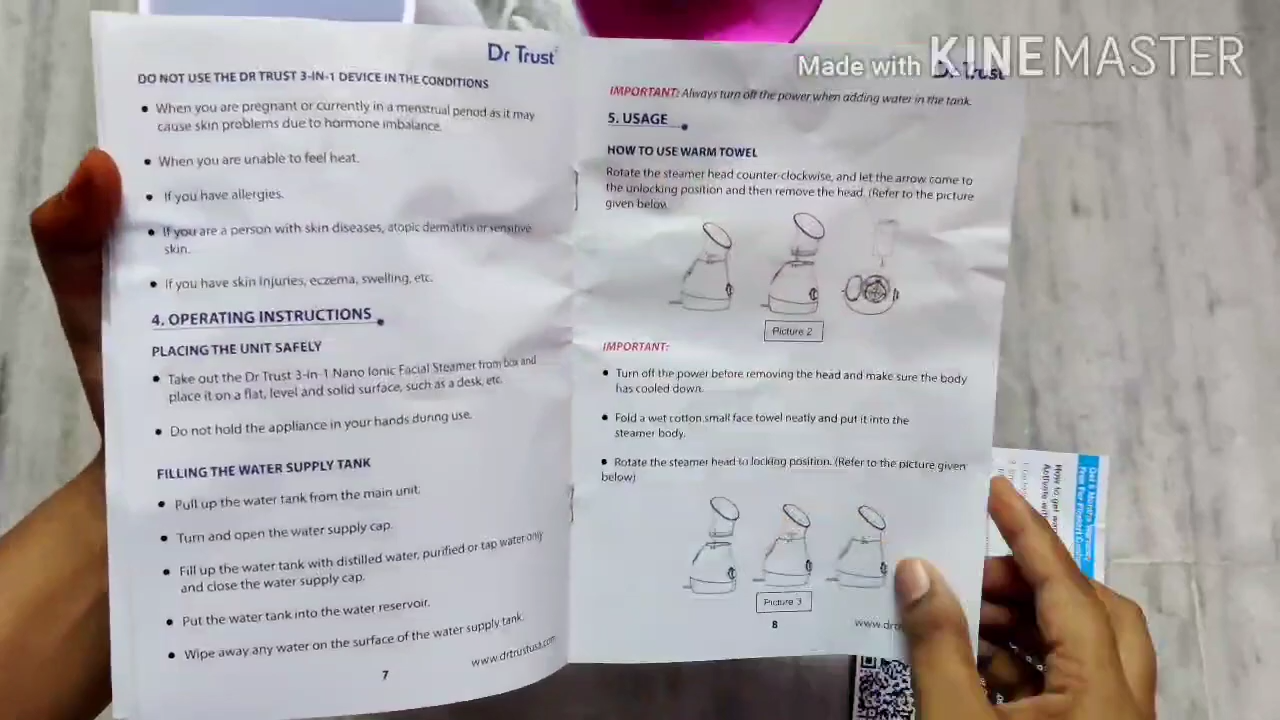 Made with KINEMASTER
Dr Trust
DO NOT USE THE DR TRUST 3-IN-1 DEVICE IN THE CONDITIONS
• When you are pregnant or currently in a menstrual period as it may
cause skin problems due to hormone imbalance.
• When you are unable to feel heat.
• If you have allergies.
• If you are a person with skin diseases, atopic dermatitis or sensitive
skin.
• If you have skin injuries, eczema, swelling, etc.
4. OPERATING INSTRUCTIONS
PLACING THE UNIT SAFELY
• Take out the Dr Trust 3-in-1 Nano Ionic Facial Steamer from box and
place it on a flat, level and solid surface, such as a desk, etc.
• Do not hold the appliance in your hands during use.
FILLING THE WATER SUPPLY TANK
• Pull up the water tank from the main unit.
• Turn and open the water supply cap.
• Fill up the water tank with distilled water, purified or tap water only
and close the water supply cap.
• Put the water tank into the water reservoir.
• Wipe away any water on the surface of the water supply tank.
7
www.drtrustusa.com
Dr Trust
IMPORTANT: Always turn off the power when adding water in the tank.
5. USAGE
HOW TO USE WARM TOWEL
Rotate the steamer head counter-clockwise, and let the arrow come to
the unlocking position and then remove the head. (Refer to the picture
given below.
Picture 2
IMPORTANT:
• Turn off the power before removing the head and make sure the body
has cooled down.
• Fold a wet cotton small face towel neatly and put it into the
steamer body.
• Rotate the steamer head to locking position. (Refer to the picture given
below)
Picture 3
8
www.drt
Get 6 Months Warranty
How to get